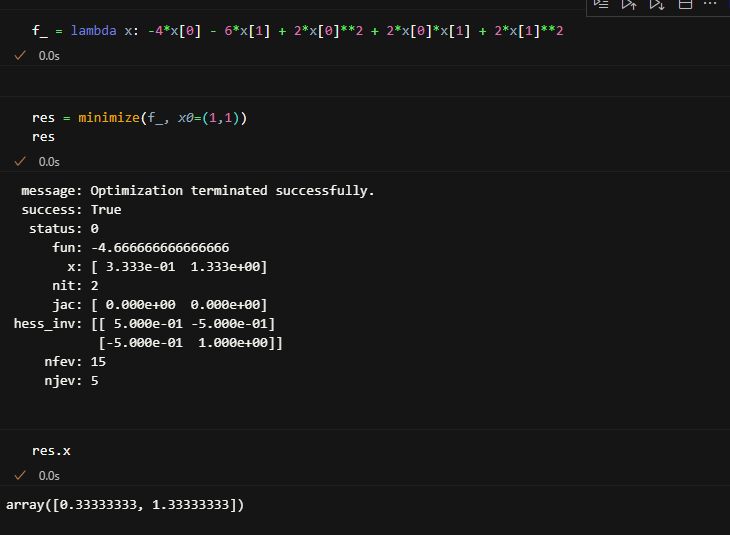 f_ = lambda x: -4*x[0] - 6*x[1] + 2*x[0]**2 + 2*x[0]*x[1] + 2*x[1]**2
0.0s
res = minimize(f_, x0=(1,1))
res
0.0s
message: Optimization terminated successfully.
success: True
status: 0
fun: -4.666666666666666
x: [ 3.333e-01  1.333e+00]
nit: 2
jac: [ 0.000e+00  0.000e+00]
hess_inv: [[ 5.000e-01 -5.000e-01]
[-5.000e-01  1.000e+00]]
nfev: 15
njev: 5
res.x
0.0s
array([0.33333333, 1.33333333])